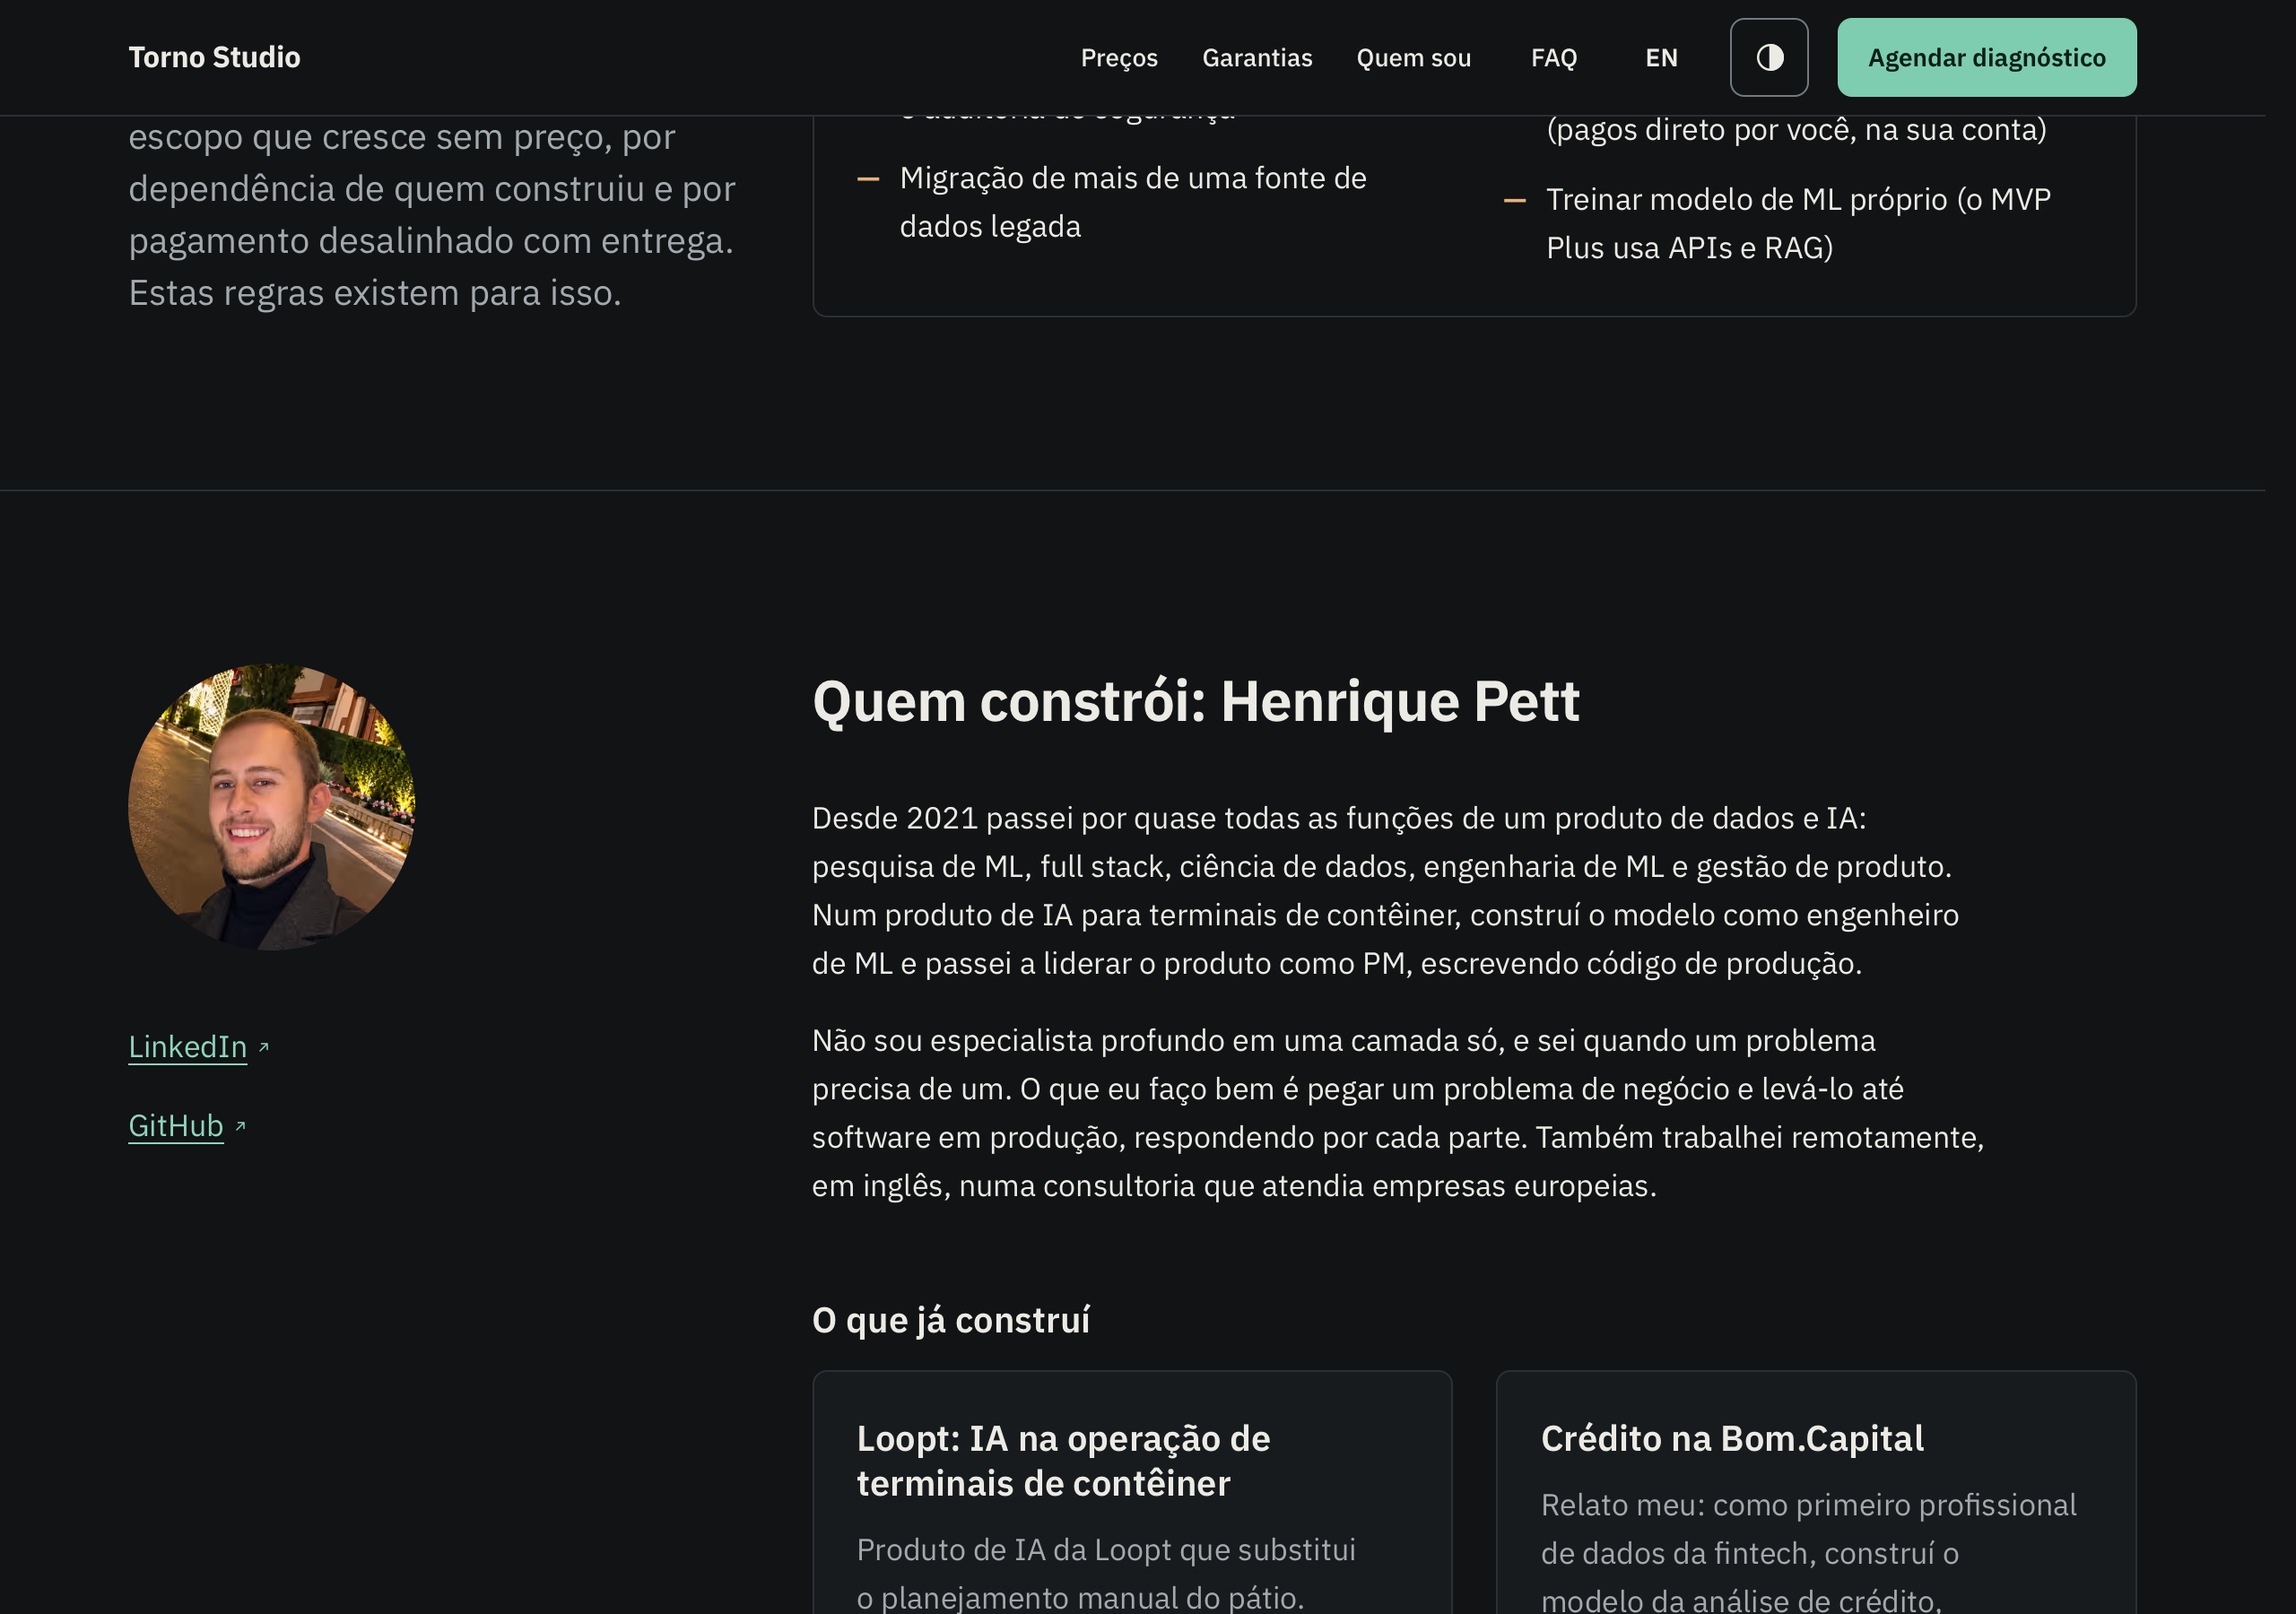 Torno Studio
Preços
Garantias
Quem sou
FAQ
EN
Agendar diagnóstico
escopo que cresce sem preço, por
dependência de quem construiu e por
pagamento desalinhado com entrega.
Estas regras existem para isso.
Migração de mais de uma fonte de
dados legada
(pagos direto por você, na sua conta)
Treinar modelo de ML próprio (o MVP
Plus usa APIs e RAG)
LinkedIn ↗
GitHub ↗
Quem constrói: Henrique Pett
Desde 2021 passei por quase todas as funções de um produto de dados e IA:
pesquisa de ML, full stack, ciência de dados, engenharia de ML e gestão de produto.
Num produto de IA para terminais de contêiner, construí o modelo como engenheiro
de ML e passei a liderar o produto como PM, escrevendo código de produção.
Não sou especialista profundo em uma camada só, e sei quando um problema
precisa de um. O que eu faço bem é pegar um problema de negócio e levá-lo até
software em produção, respondendo por cada parte. Também trabalhei remotamente,
em inglês, numa consultoria que atendia empresas europeias.
O que já construí
Loopt: IA na operação de
terminais de contêiner
Produto de IA da Loopt que substitui
o planejamento manual do pátio.
Crédito na Bom.Capital
Relato meu: como primeiro profissional
de dados da fintech, construí o
modelo da análise de crédito,